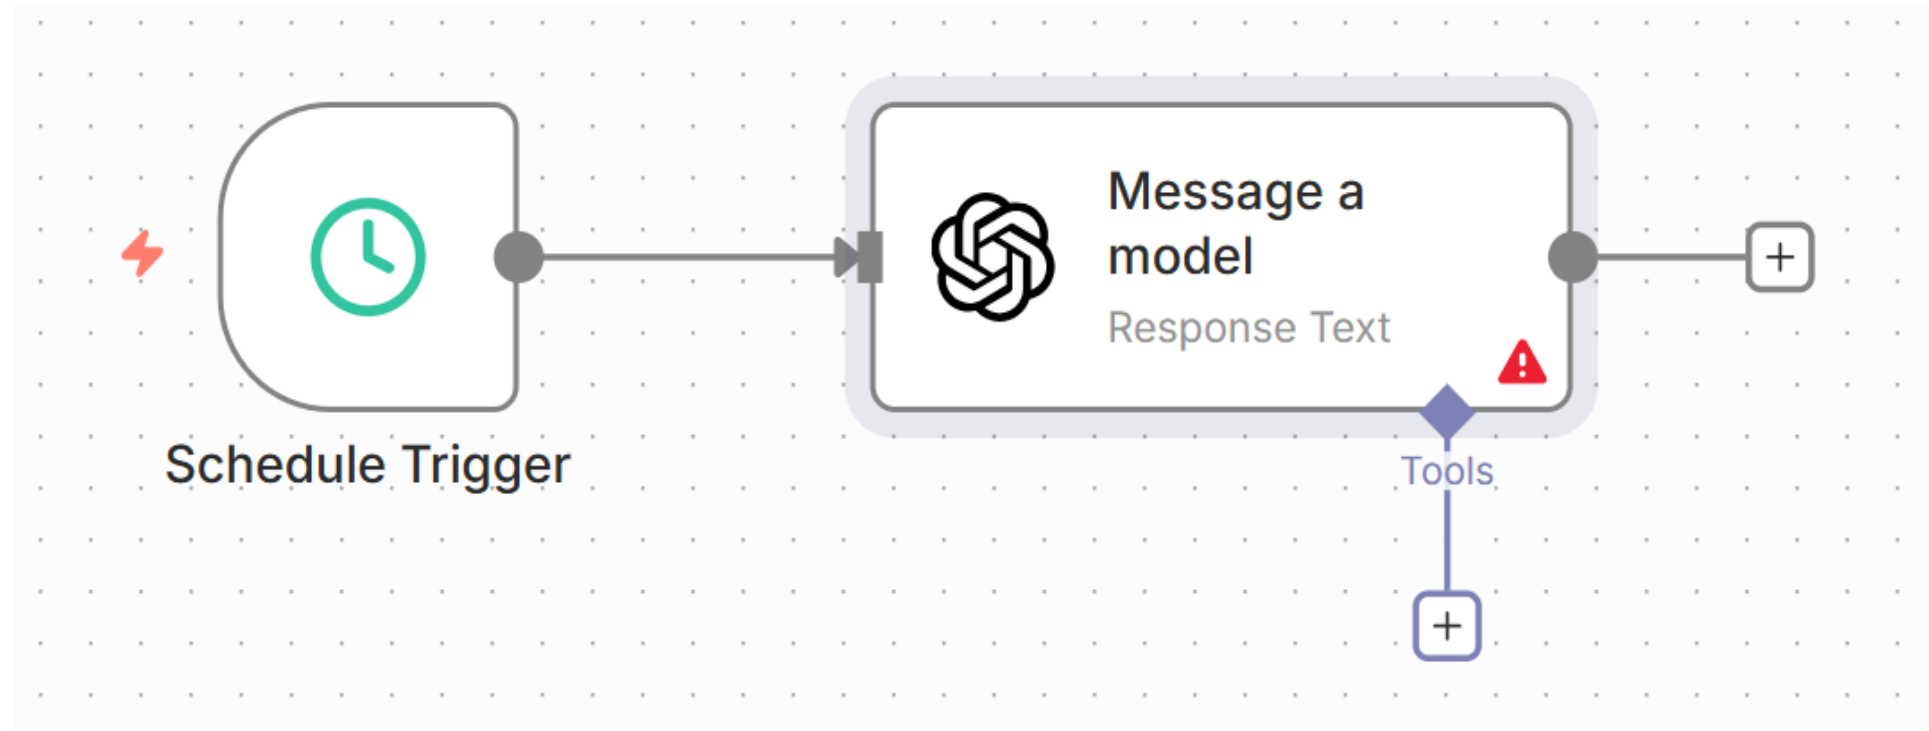 Message a
model
Response Text
Schedule Trigger
Tools